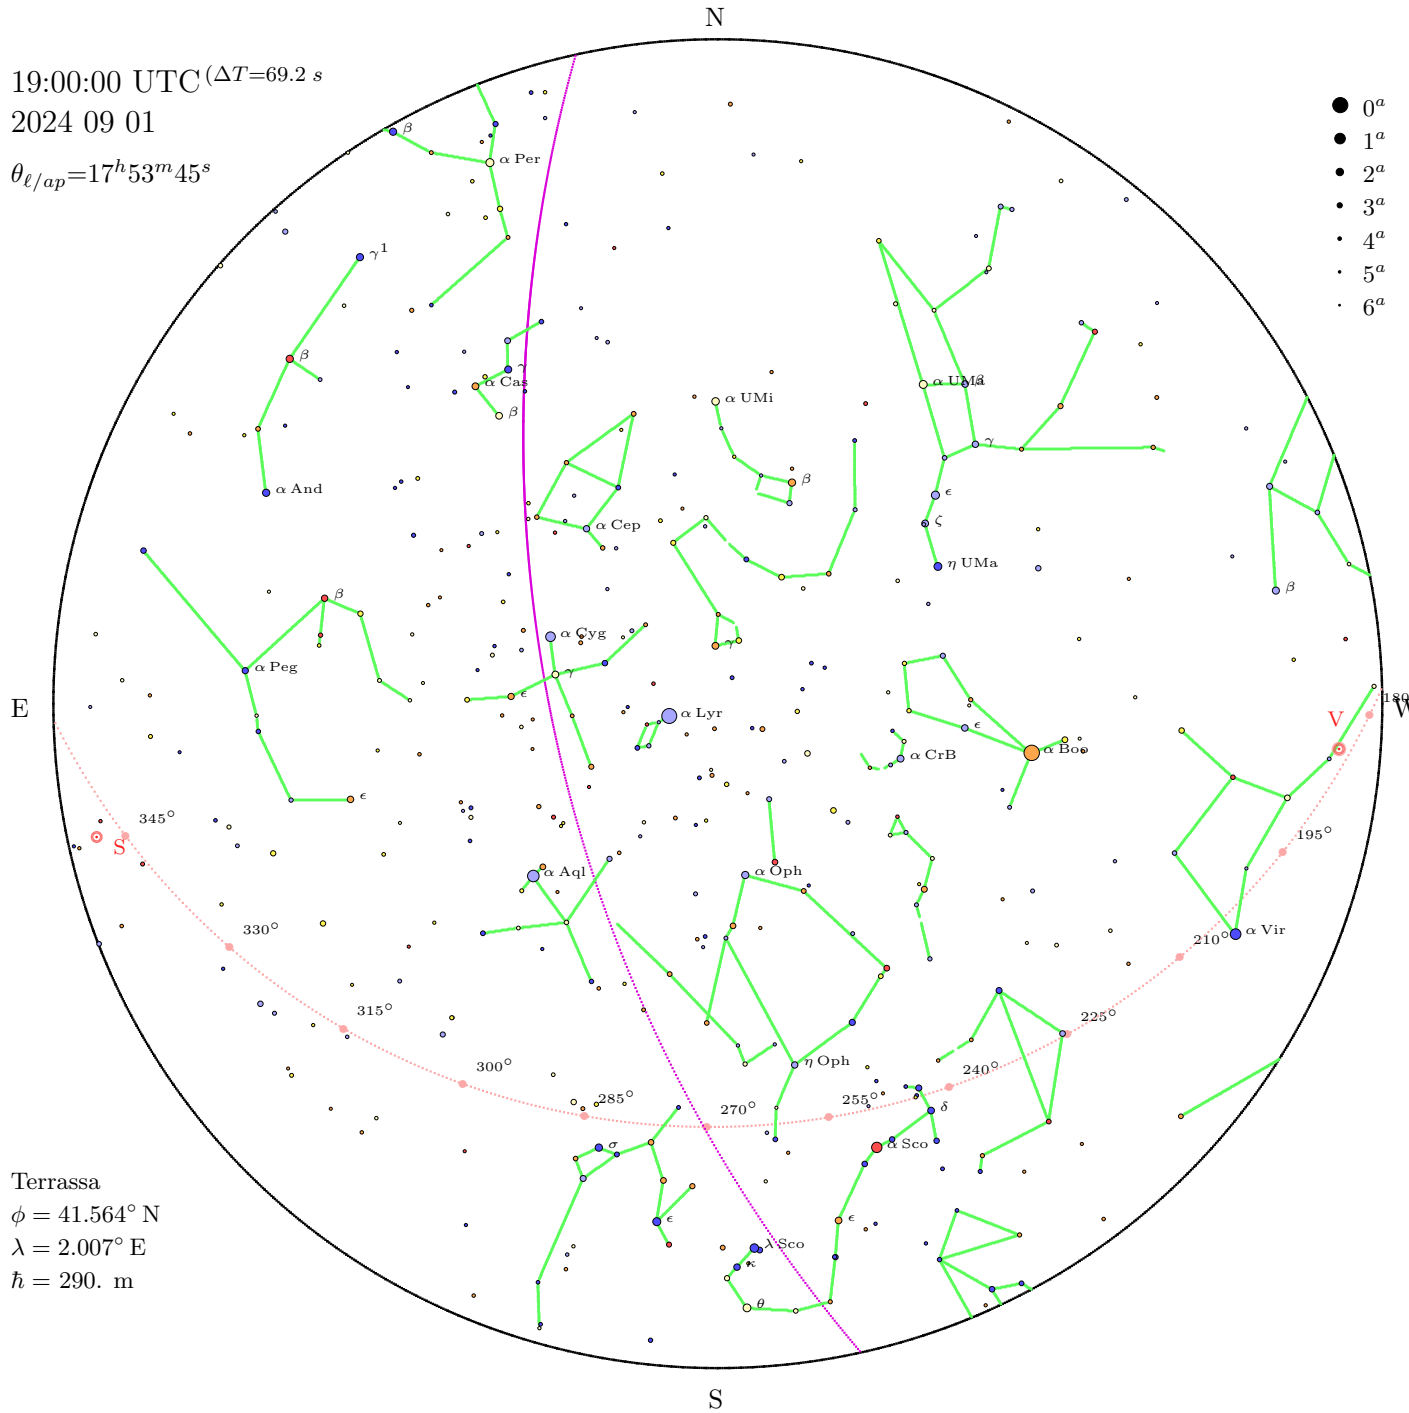 N
19:00:00 UTC (ΔT=69.2 s
2024 09 01
θℓ/ap=17h53m45s
0a
1a
2a
3a
4a
5a
6a
β
α Per
γ1
β
γ
α Cas
β
α UMi
α UMa
β
γ
β
ε
ζ
α And
α Cep
η UMa
β
β
α Cyg
γ
α Peg
γ
ε
α Lyr
ε
α Boo
α CrB
180
E
W
V
ε
345°
S
195°
α Aql
α Oph
330°
210°
α Vir
315°
225°
η Oph
300°
240°
285°
270°
255°
δ
σ
α Sco
Terrassa
ϕ = 41.564° N
ε
ε
λ = 2.007° E
λ Sco
κ
ħ = 290. m
θ
S